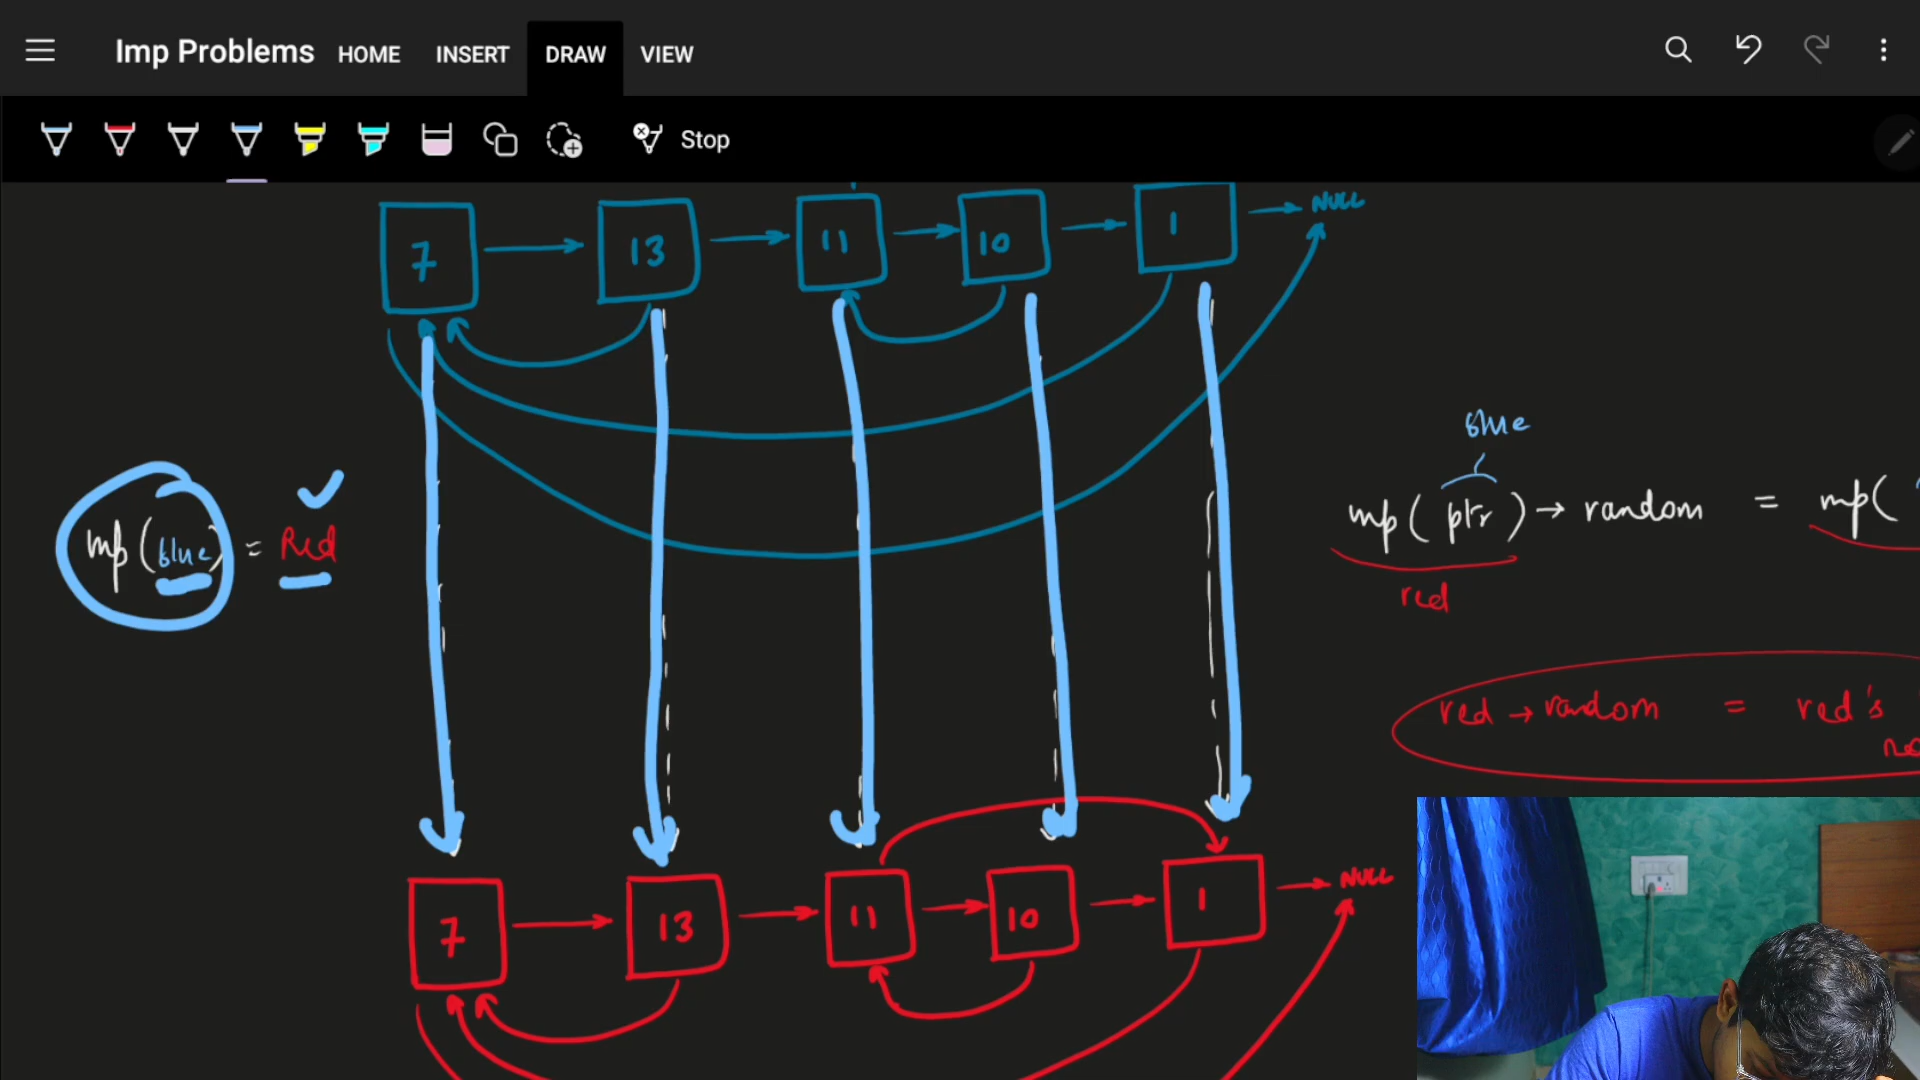 Imp Problems HOME INSERT DRAW VIEW
Stop
7 13 11 10 1 NULL
Blue
mp(Blue) = Red
mp(ptr)→ random = mp(
red
red → random = red's
7 13 11 10 1 NULL